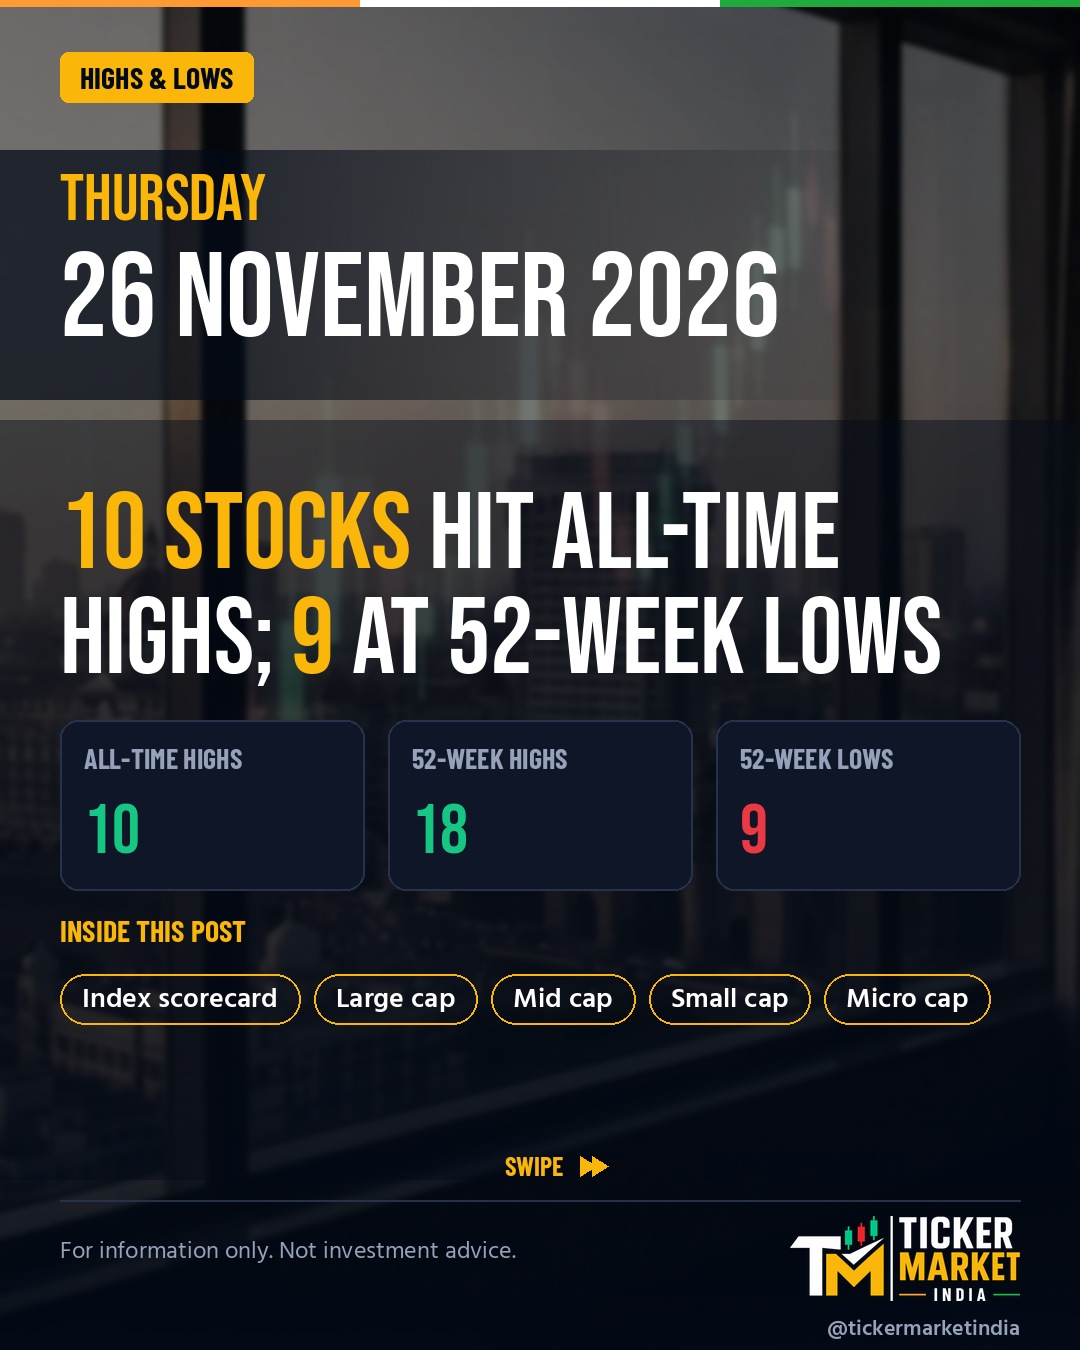 HIGHS & LOWS
THURSDAY
26 NOVEMBER 2026
10 STOCKS HIT ALL-TIME
HIGHS; 9 AT 52-WEEK LOWS
ALL-TIME HIGHS
10
52-WEEK HIGHS
18
52-WEEK LOWS
9
INSIDE THIS POST
Index scorecard
Large cap
Mid cap
Small cap
Micro cap
SWIPE
For information only. Not investment advice.
TM
TICKER
MARKET
INDIA
@tickermarketindia